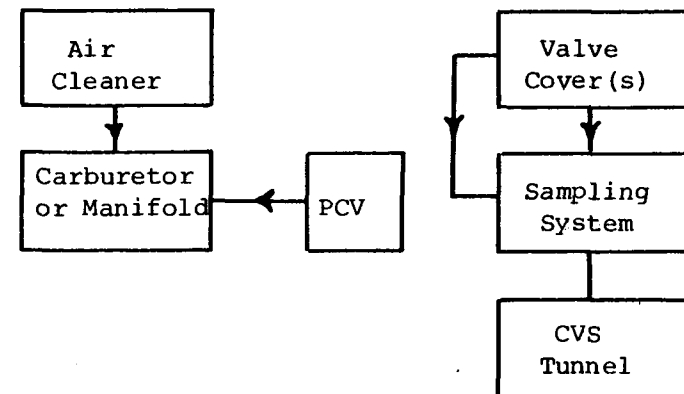 Air
Cleaner
Valve
Cover(s)
Carburetor
or Manifold
PCV
Sampling
System
CVS
Tunnel